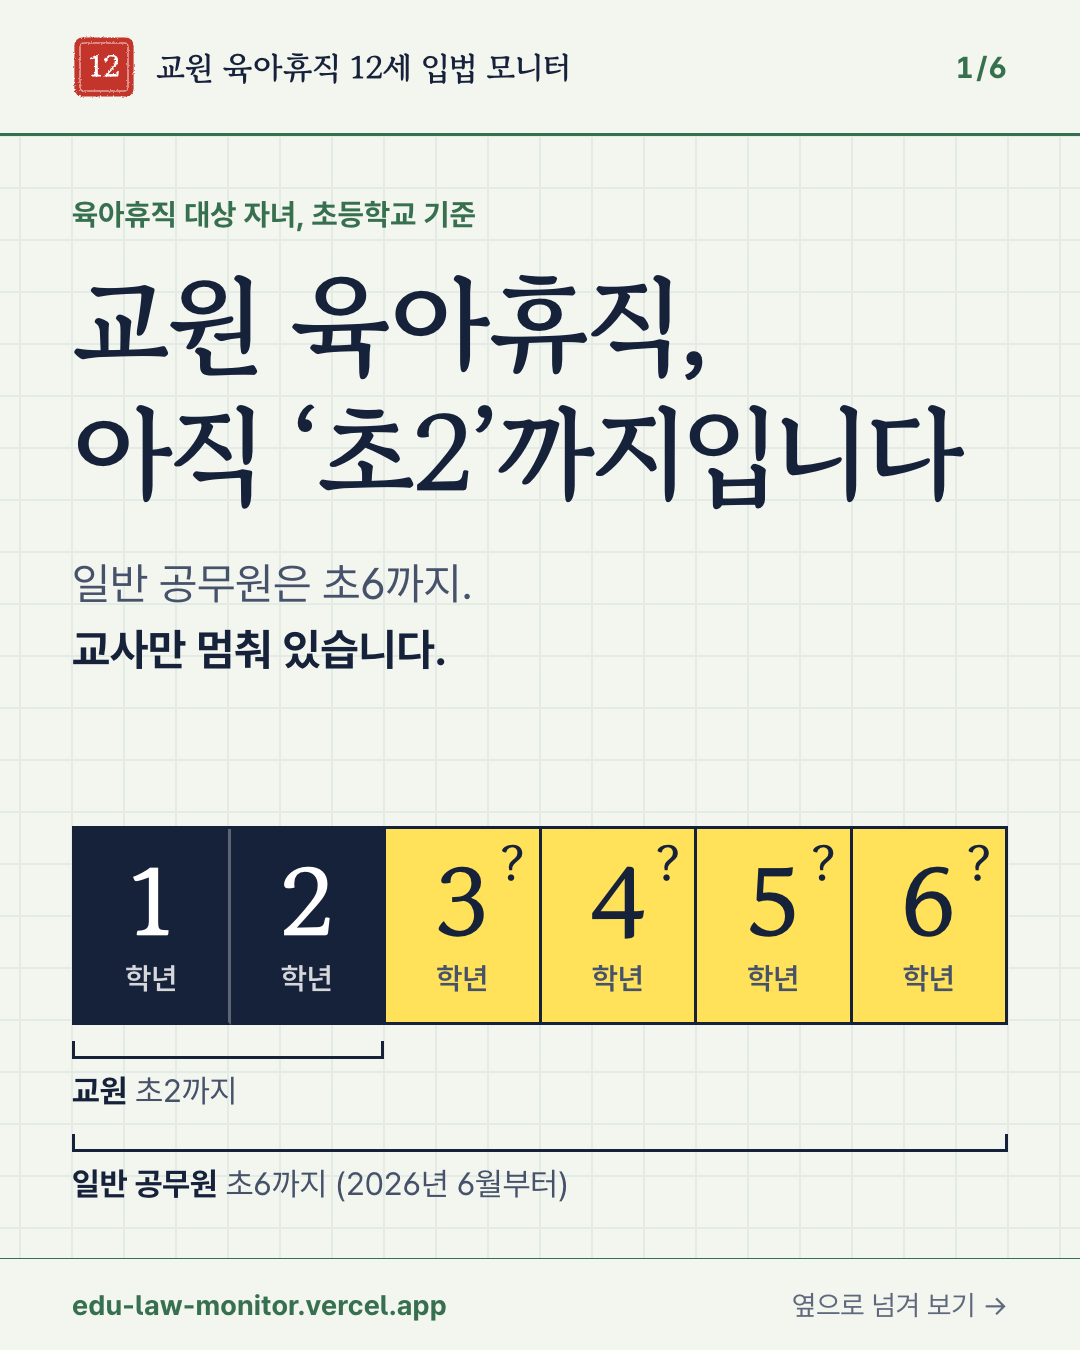 12 교원 육아휴직 12세 입법 모니터 1/6
육아휴직 대상 자녀, 초등학교 기준
교원 육아휴직,
아직 ‘초2’까지입니다
일반 공무원은 초6까지.
교사만 멈춰 있습니다.
1 2 3 ? 4 ? 5 ? 6 ?
학년 학년 학년 학년 학년 학년
교원 초2까지
일반 공무원 초6까지 (2026년 6월부터)
edu-law-monitor.vercel.app 옆으로 넘겨 보기 →